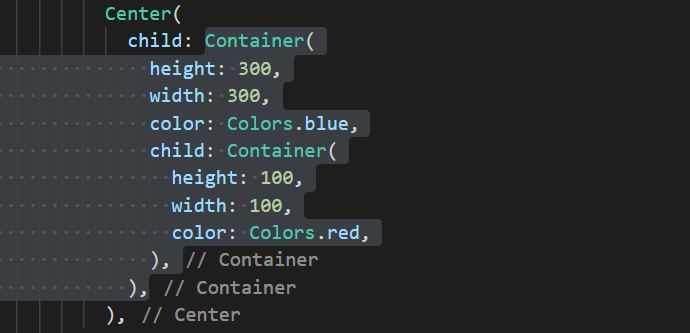 Center(
child: Container(
height: 300,
width: 300,
color: Colors.blue,
child: Container(
height: 100,
width: 100,
color: Colors.red,
), // Container
), // Container
), // Center